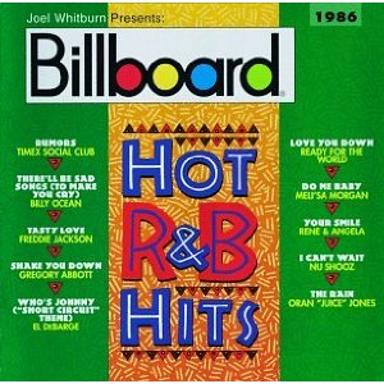 Joel Whitburn Presents:
1986
Billboard®
HOT
R&B
HITS
RUMORS
TIMEX SOCIAL CLUB
THERE'LL BE SAD
SONGS (TO MAKE
YOU CRY)
BILLY OCEAN
TASTY LOVE
FREDDIE JACKSON
SHAKE YOU DOWN
GREGORY ABBOTT
WHO'S JOHNNY
("SHORT CIRCUIT"
THEME)
EL DEBARGE
LOVE YOU DOWN
READY FOR THE
WORLD
DO ME BABY
MELI'SA MORGAN
YOUR SMILE
RENE & ANGELA
I CAN'T WAIT
NU SHOOZ
THE RAIN
ORAN "JUICE" JONES